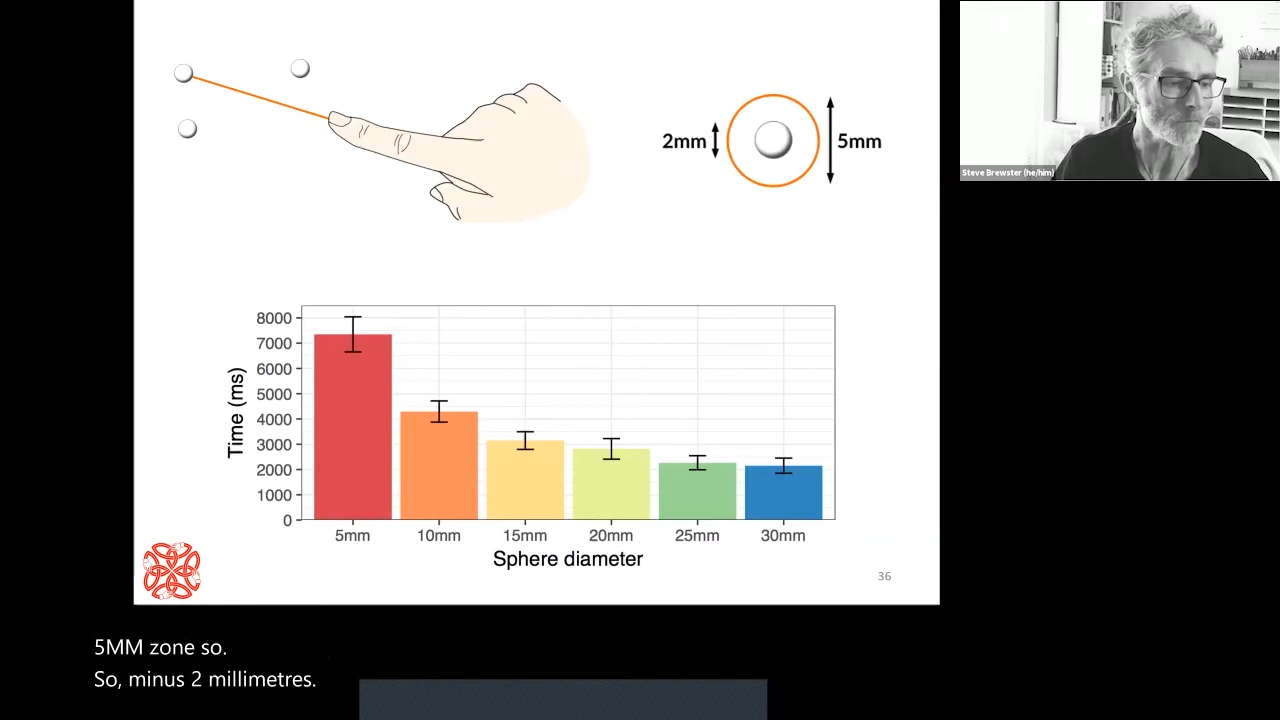 2mm
5mm
Steve Brewster (he/him)
Time (ms)
8000
7000
6000
5000
4000
3000
2000
1000
0
5mm 10mm 15mm 20mm 25mm 30mm
Sphere diameter
36
5MM zone so.
So, minus 2 millimetres.